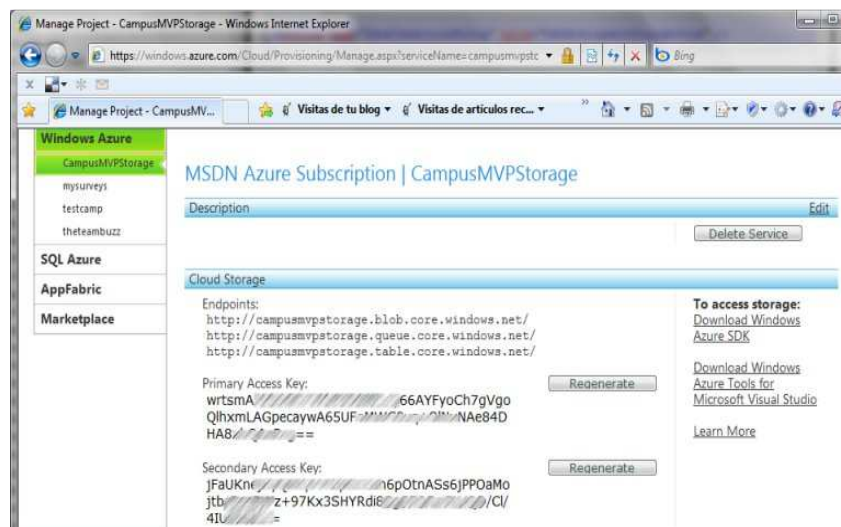 Manage Project - CampusMVPStorage - Windows Internet Explorer
https://windows.azure.com/Cloud/Provisioning/Manage.aspx?serviceName=campusmvpstc
Bing
Manage Project - CampusMV...
Visitas de tu blog
Visitas de artículos rec...
Windows Azure
CampusMVPStorage
mysurveys
testcamp
theteambuzz
SQL Azure
AppFabric
Marketplace
MSDN Azure Subscription | CampusMVPStorage
Description
Edit
Delete Service
Cloud Storage
Endpoints:
http://campusmvpstorage.blob.core.windows.net/
http://campusmvpstorage.queue.core.windows.net/
http://campusmvpstorage.table.core.windows.net/
Primary Access Key:
Regenerate
Secondary Access Key:
Regenerate
To access storage:
Download Windows
Azure SDK
Download Windows
Azure Tools for
Microsoft Visual Studio
Learn More